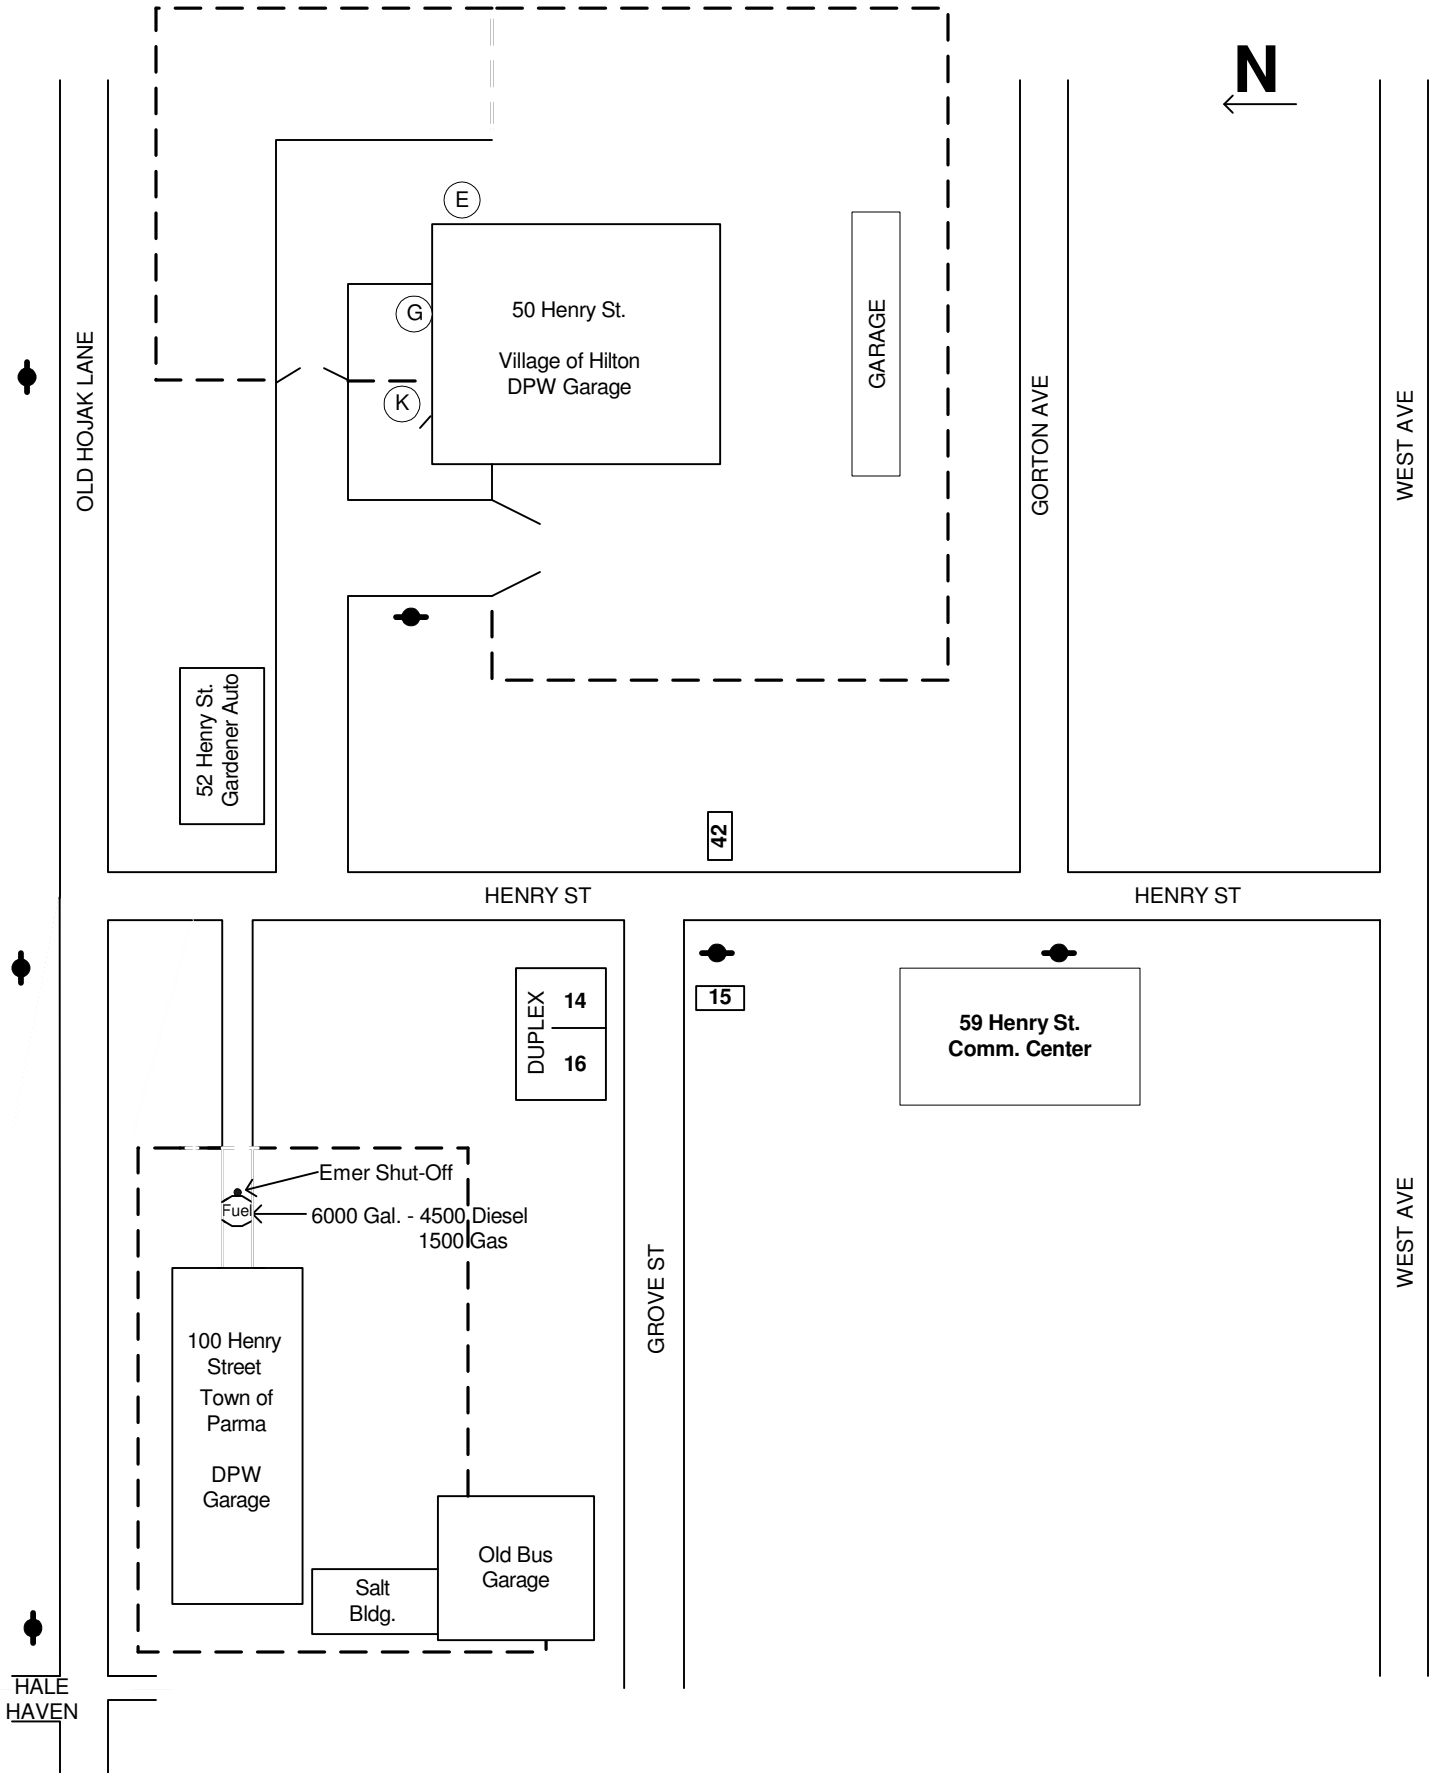 N
E
G
50 Henry St.
Village of Hilton
DPW Garage
K
GARAGE
OLD HOJAK LANE
GORTON AVE
WEST AVE
52 Henry St.
Gardener Auto
42
HENRY ST
HENRY ST
DUPLEX
14
16
15
59 Henry St.
Comm. Center
Emer Shut-Off
Fuel
6000 Gal. - 4500 Diesel
1500 Gas
GROVE ST
WEST AVE
100 Henry
Street
Town of
Parma
DPW
Garage
Old Bus
Garage
Salt
Bldg.
HALE
HAVEN